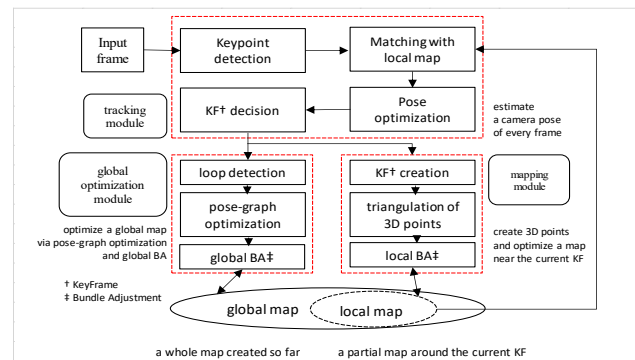 Input
frame
Keypoint
detection
Matching with
local map
tracking
module
KF† decision
Pose
optimization
estimate
a camera pose
of every frame
global
optimization
module
loop detection
KF† creation
mapping
module
pose-graph
optimization
triangulation of
3D points
optimize a global map
via pose-graph optimization
and global BA
global BA‡
local BA‡
create 3D points
and optimize a map
near the current KF
† KeyFrame
‡ Bundle Adjustment
global map
local map
a whole map created so far
a partial map around the current KF